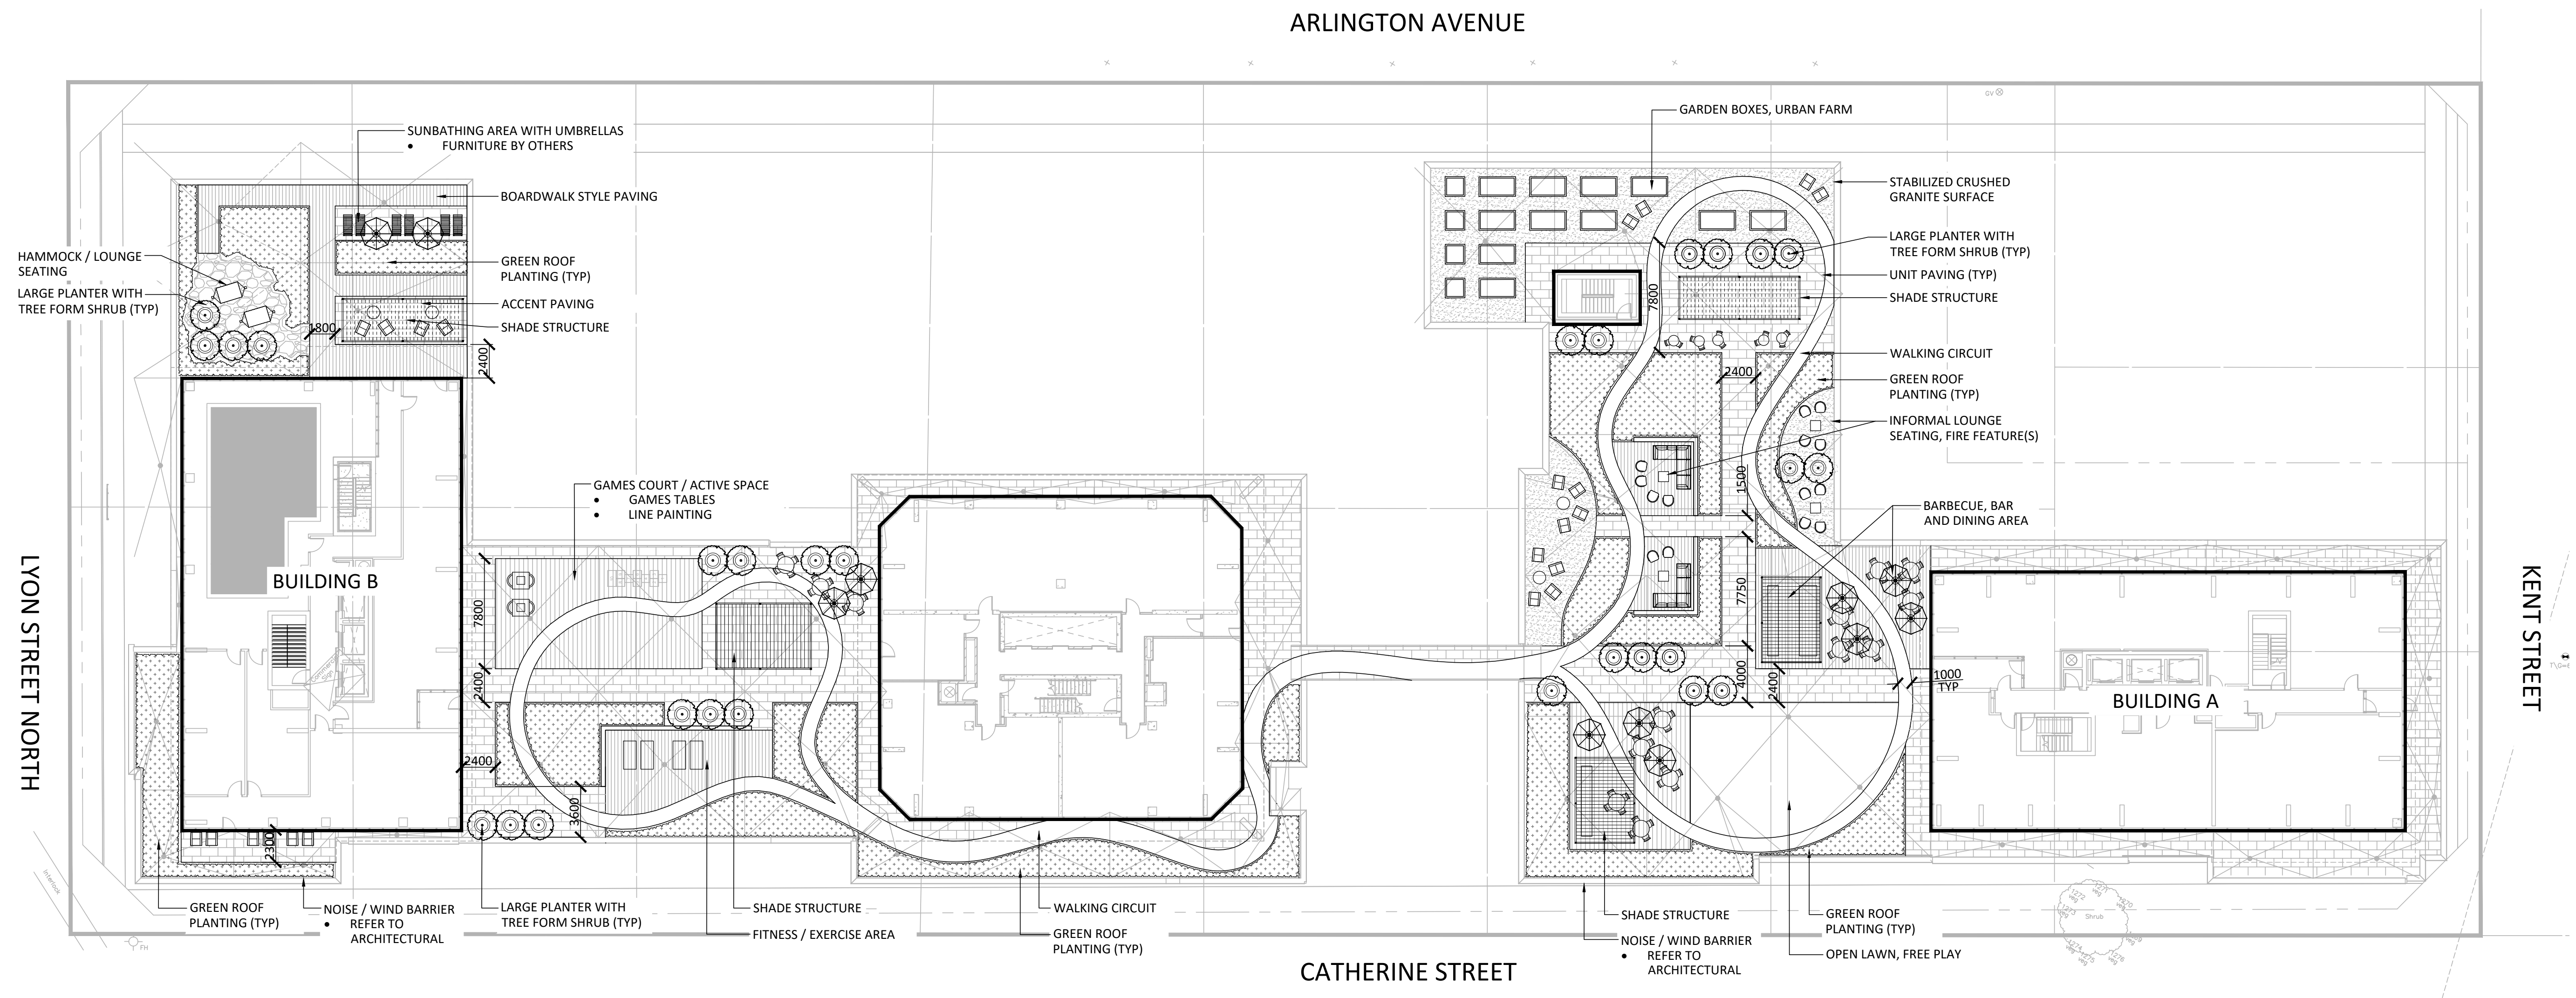 ARLINGTON AVENUE
GV
GARDEN BOXES, URBAN FARM
SUNBATHING AREA WITH UMBRELLAS
• FURNITURE BY OTHERS
BOARDWALK STYLE PAVING
STABILIZED CRUSHED
GRANITE SURFACE
HAMMOCK / LOUNGE
SEATING
LARGE PLANTER WITH
TREE FORM SHRUB (TYP)
GREEN ROOF
PLANTING (TYP)
ACCENT PAVING
SHADE STRUCTURE
1800
2400
LARGE PLANTER WITH
TREE FORM SHRUB (TYP)
UNIT PAVING (TYP)
SHADE STRUCTURE
7800
WALKING CIRCUIT
2400
GREEN ROOF
PLANTING (TYP)
INFORMAL LOUNGE
SEATING, FIRE FEATURE(S)
GAMES COURT / ACTIVE SPACE
• GAMES TABLES
• LINE PAINTING
1500
BARBECUE, BAR
AND DINING AREA
LYON STREET NORTH
BUILDING B
7800
7750
KENT STREET
2400
4000
2400
1000
TYP
BUILDING A
2400
3600
2300
Interlock
FH
GREEN ROOF
PLANTING (TYP)
NOISE / WIND BARRIER
• REFER TO
ARCHITECTURAL
LARGE PLANTER WITH
TREE FORM SHRUB (TYP)
SHADE STRUCTURE
FITNESS / EXERCISE AREA
WALKING CIRCUIT
GREEN ROOF
PLANTING (TYP)
SHADE STRUCTURE
NOISE / WIND BARRIER
• REFER TO
ARCHITECTURAL
GREEN ROOF
PLANTING (TYP)
OPEN LAWN, FREE PLAY
Shrub
CATHERINE STREET